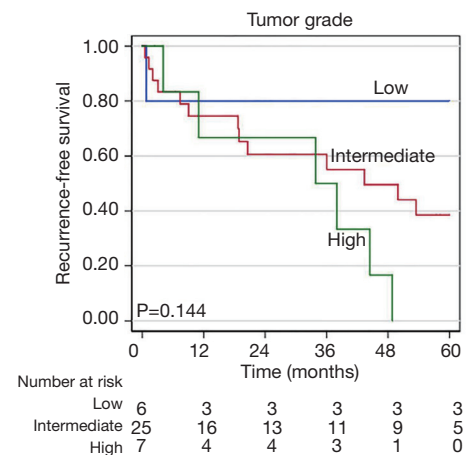 Tumor grade
Recurrence-free survival
1.00
0.80
0.60
0.40
0.20
0.00
Low
Intermediate
High
P=0.144
0 12 24 36 48 60
Time (months)
Number at risk
Low 6 3 3 3 3 3
Intermediate 25 16 13 11 9 5
High 7 4 4 3 1 0